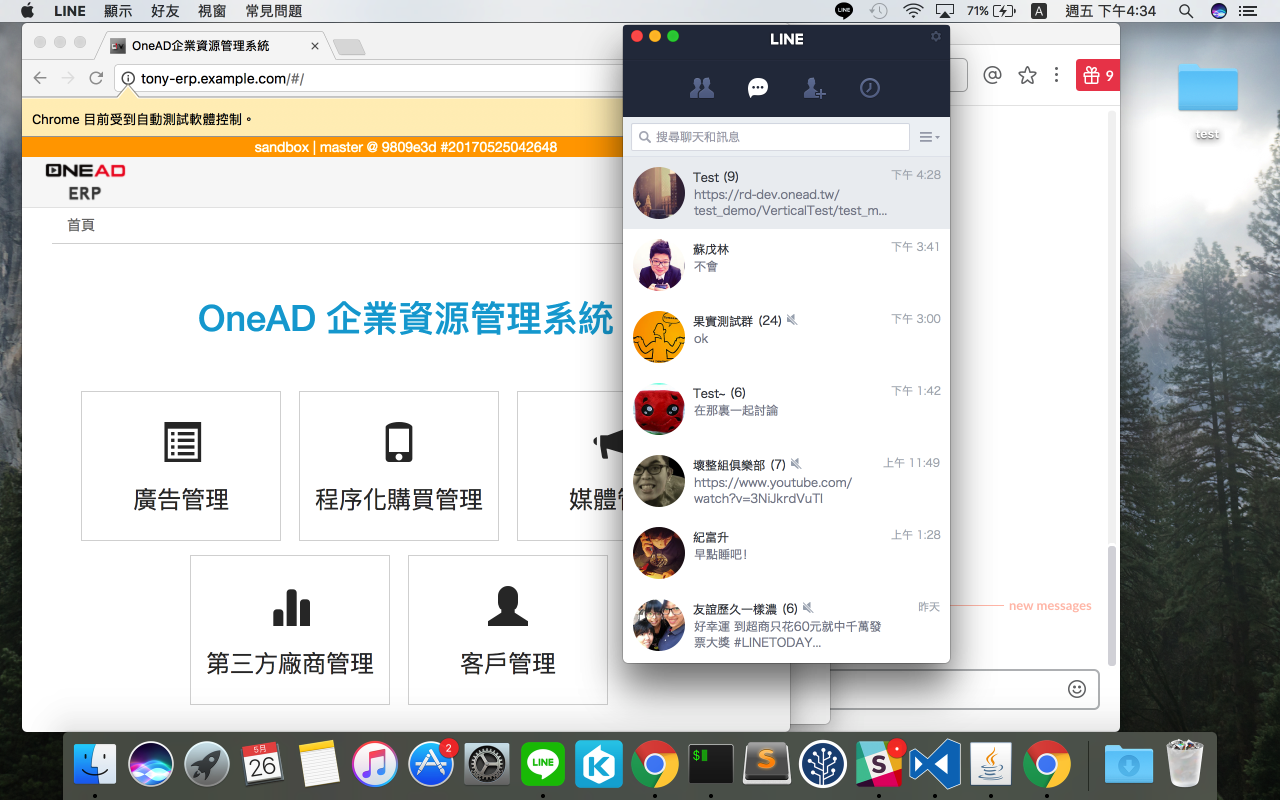 LINE 顯示 好友 視窗 常見問題
LINE 71% A 週五 下午4:34
OneAD企業資源管理系統
tony-erp.example.com/#/
Chrome 目前受到自動測試軟體控制。
sandbox | master @ 9809e3d #20170525042648
ONEAD
ERP
首頁
OneAD 企業資源管理系統
廣告管理
程序化購買管理
媒體
第三方廠商管理
客戶管理
LINE
搜尋聊天和訊息
Test (9) 下午 4:28
https://rd-dev.onead.tw/
test_demo/VerticalTest/test_m...
蘇戊林 下午 3:41
不會
果實測試群 (24) 下午 3:00
ok
Test~ (6) 下午 1:42
在那裏一起討論
壞整組俱樂部 (7) 上午 11:49
https://www.youtube.com/
watch?v=3NiJkrdVuTI
紀富升 上午 1:28
早點睡吧!
友誼歷久一樣濃 (6) 昨天
好幸運 到超商只花60元就中千萬發
票大獎 #LINETODAY...
@ 9
new messages
test
5月
26
2
LINE
K
$
S
S